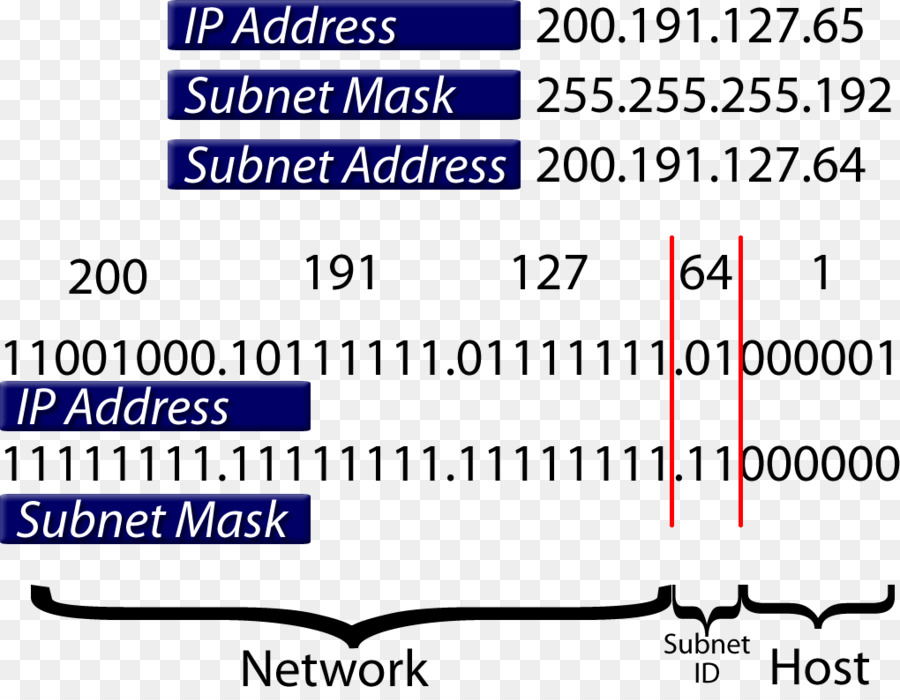 IP Address 200.191.127.65
Subnet Mask 255.255.255.192
Subnet Address 200.191.127.64
200 191 127 64 1
11001000.10111111.01111111.01000001
IP Address
11111111.11111111.11111111.11000000
Subnet Mask
Network Subnet ID Host